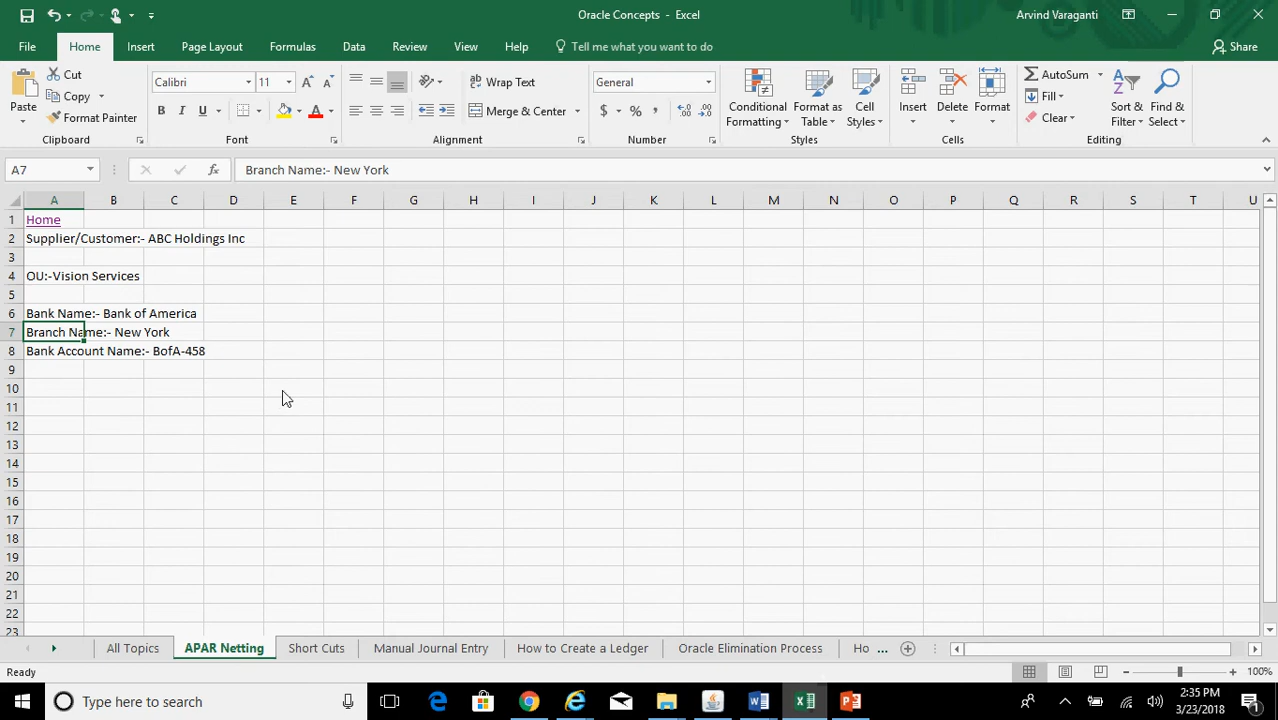 Oracle Concepts - Excel
Arvind Varaganti
File Home Insert Page Layout Formulas Data Review View Help Tell me what you want to do Share
Paste Cut Copy Format Painter Clipboard
Calibri 11 B I U A Font
Wrap Text Merge & Center Alignment
General $ % , Number
Conditional Formatting Format as Table Cell Styles Styles
Insert Delete Format Cells
AutoSum Fill Clear Sort & Filter Find & Select Editing
A7 fx Branch Name:- New York
A B C D E F G H I J K L M N O P Q R S T U
1 Home
2 Supplier/Customer:- ABC Holdings Inc
3
4 OU:-Vision Services
5
6 Bank Name:- Bank of America
7 Branch Name:- New York
8 Bank Account Name:- BofA-458
9
10
11
12
13
14
15
16
17
18
19
20
21
22
23
All Topics APAR Netting Short Cuts Manual Journal Entry How to Create a Ledger Oracle Elimination Process Ho ...
Ready 100%
Type here to search
2:35 PM
3/23/2018